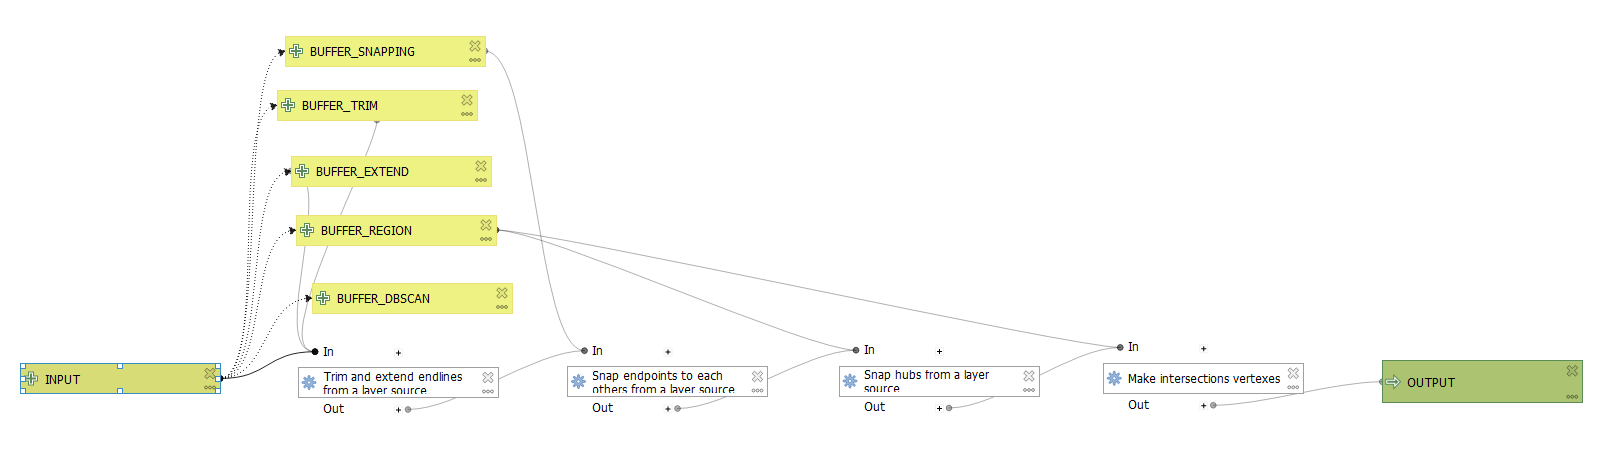 BUFFER_SNAPPING
BUFFER_TRIM
BUFFER_EXTEND
BUFFER_REGION
BUFFER_DBSCAN
INPUT
In
Trim and extend endlines
from a layer source
Out
In
Snap endpoints to each
others from a layer source
Out
In
Snap hubs from a layer
source
Out
In
Make intersections vertexes
Out
OUTPUT